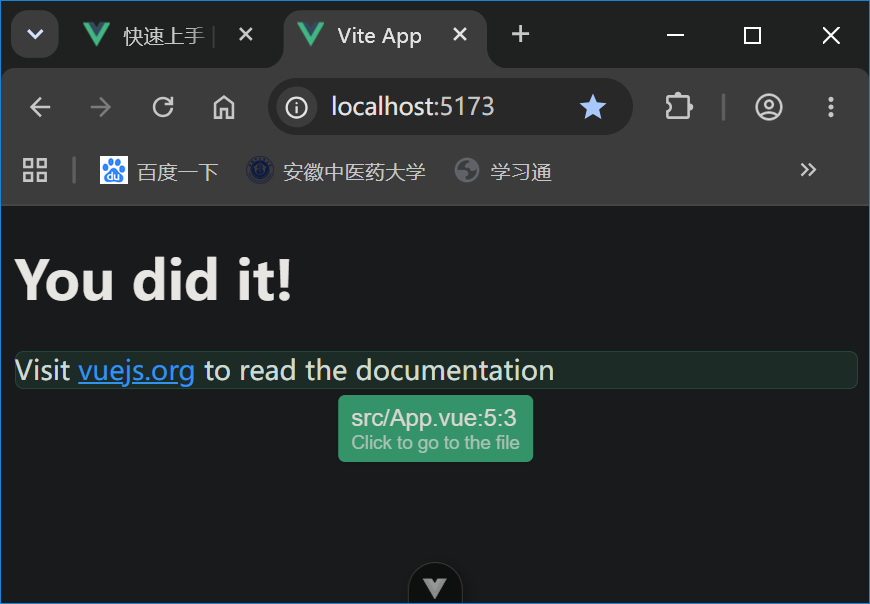 快速上手
Vite App
localhost:5173
du
百度一下
安徽中医药大学
学习通
You did it!
Visit vuejs.org to read the documentation
src/App.vue:5:3
Click to go to the file